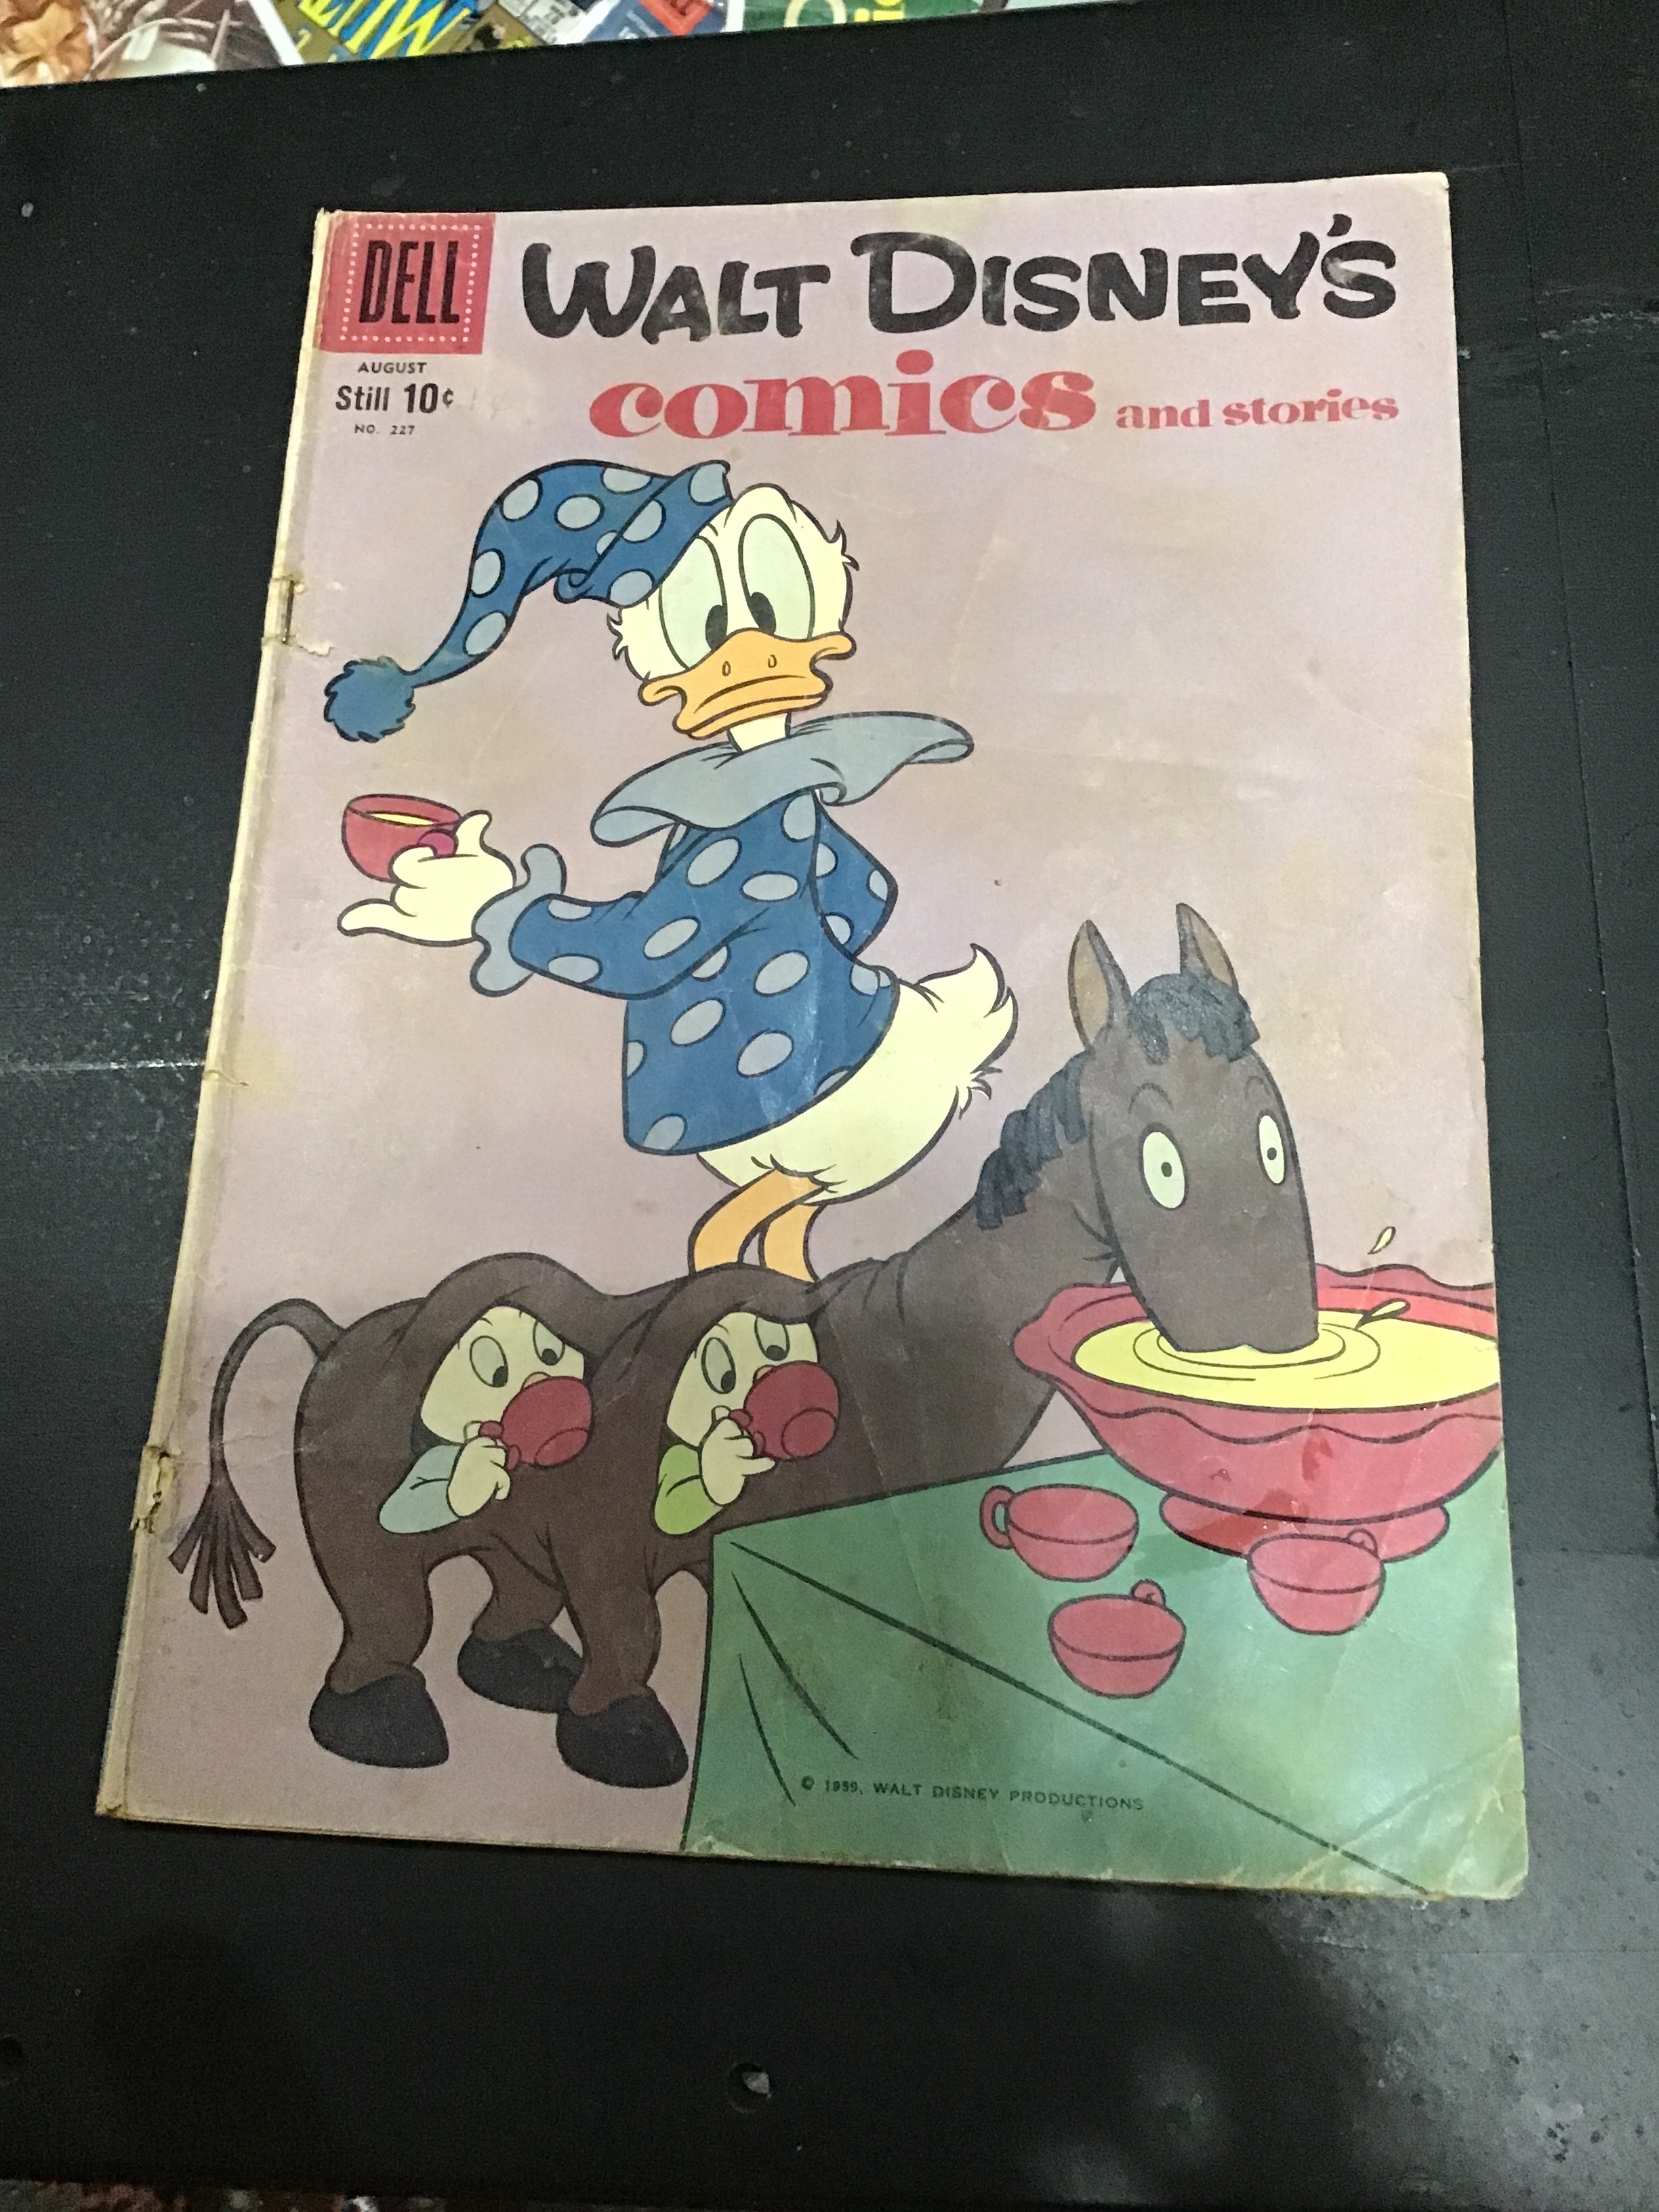 DELL
WALT DISNEY'S
comics and stories
AUGUST
Still 10¢
NO. 227
© 1959, WALT DISNEY PRODUCTIONS